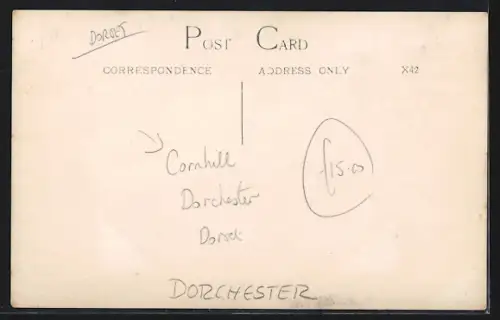 DORSET
POST CARD
CORRESPONDENCE ADDRESS ONLY X42
Cornhill
Dorchester
Dorset
£15.00
DORCHESTER